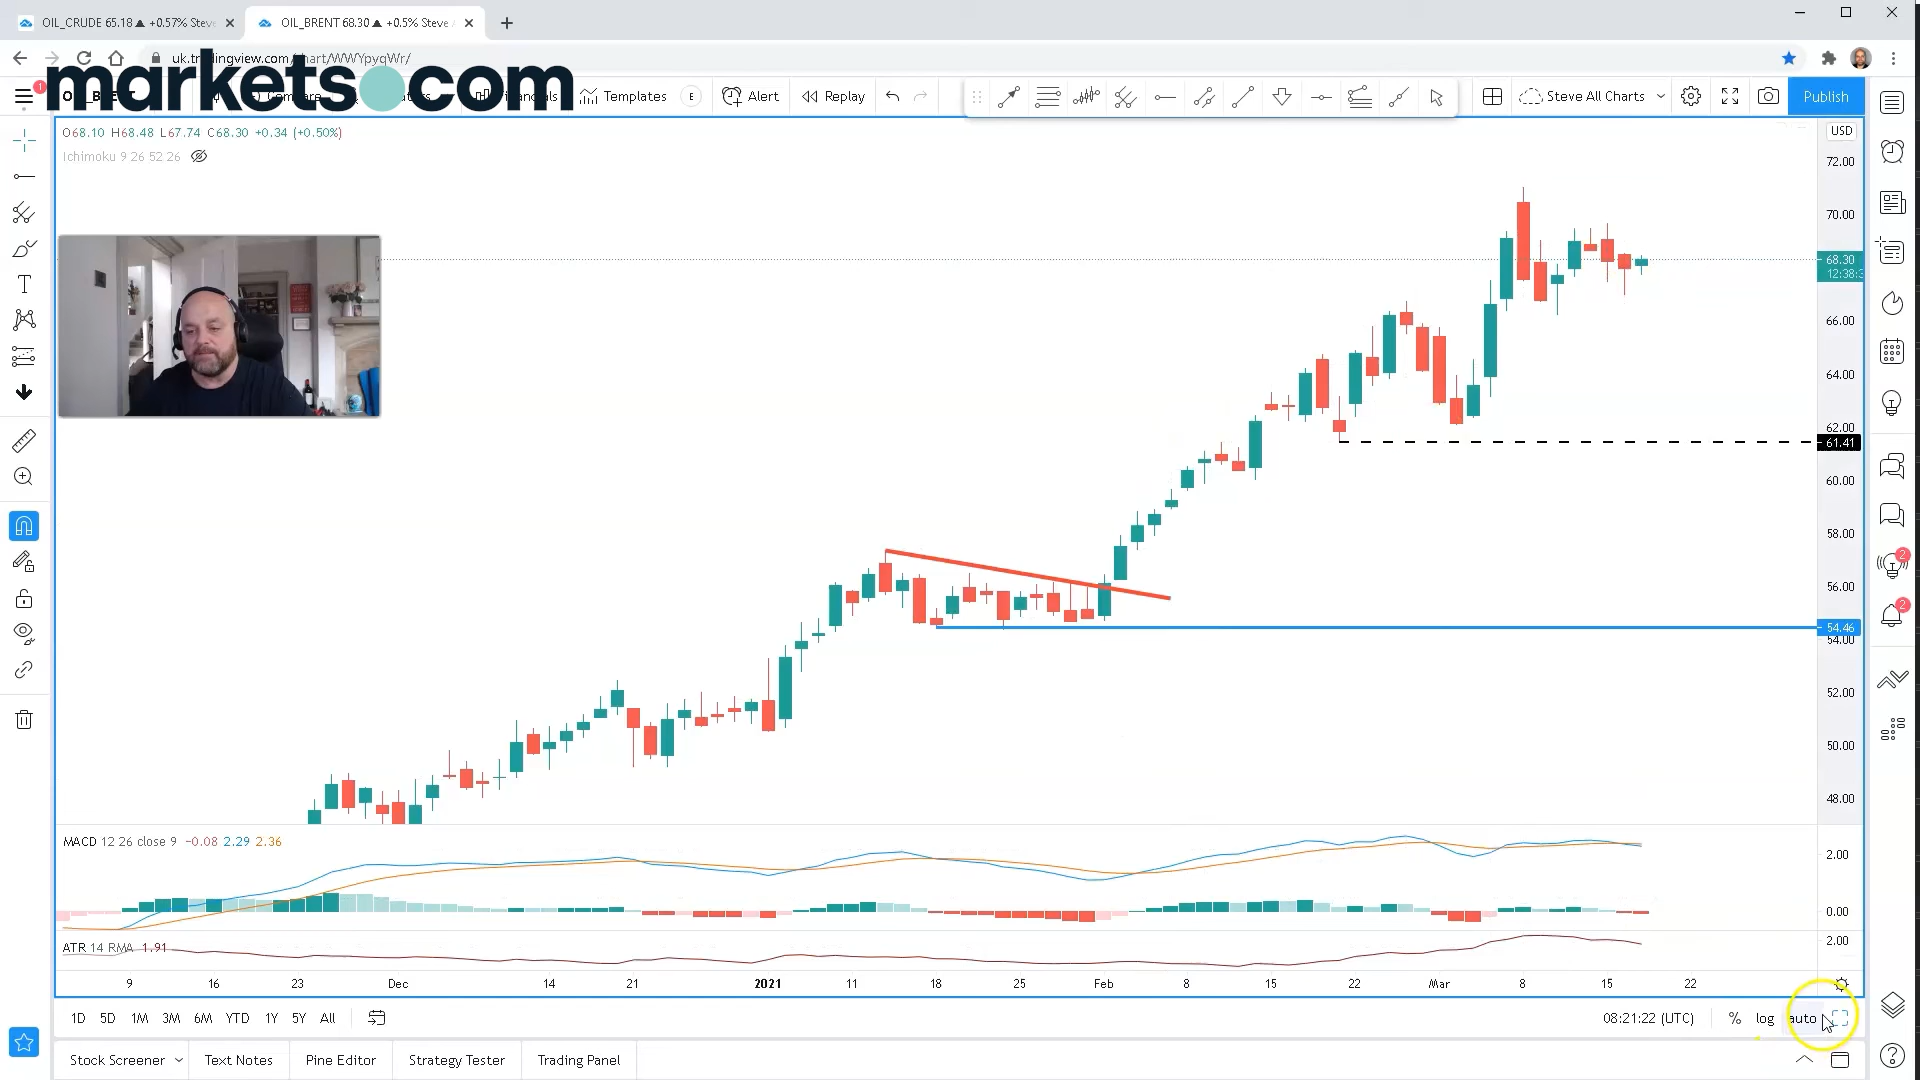 OIL_CRUDE 65.18 ▲ +0.57% Steve
OIL_BRENT 68.30 ▲ +0.5% Steve
uk.tradingview.com/chart/WWYpyqWr/
markets.com
Templates
E
Alert
Replay
Steve All Charts
Publish
1
O68.10 H68.48 L67.74 C68.30 +0.34 (+0.50%)
Ichimoku 9 26 52 26
USD
72.00
70.00
68.30
12:38:
66.00
64.00
62.00
61.41
60.00
58.00
56.00
54.46
54.00
52.00
50.00
48.00
2
2
MACD 12 26 close 9 −0.08 2.29 2.36
2.00
0.00
ATR 14 RMA 1.91
2.00
9 16 23 Dec 14 21 2021 11 18 25 Feb 8 15 22 Mar 8 15 22
1D 5D 1M 3M 6M YTD 1Y 5Y All
08:21:22 (UTC) % log auto
Stock Screener Text Notes Pine Editor Strategy Tester Trading Panel